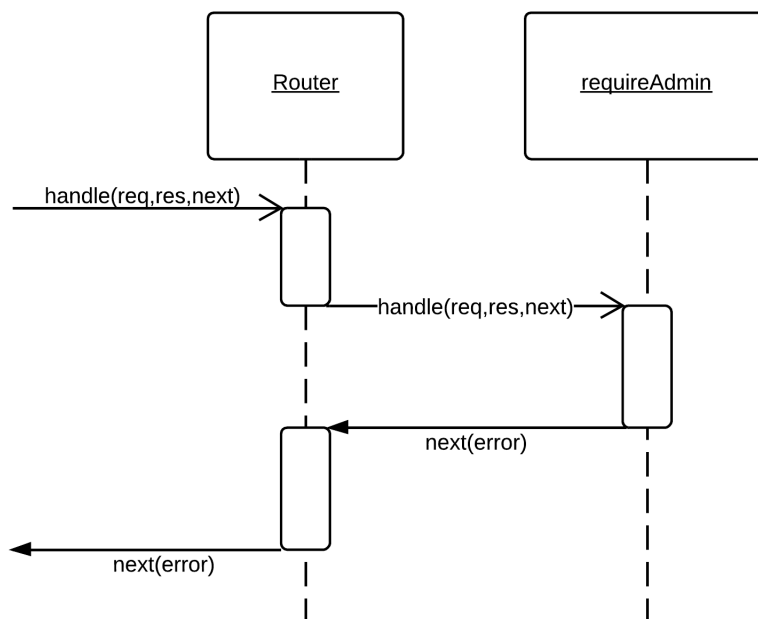 Router
requireAdmin
handle(req,res,next)
handle(req,res,next)
next(error)
next(error)